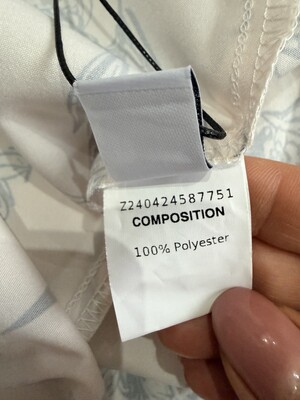 Z240424587751
COMPOSITION
100% Polyester